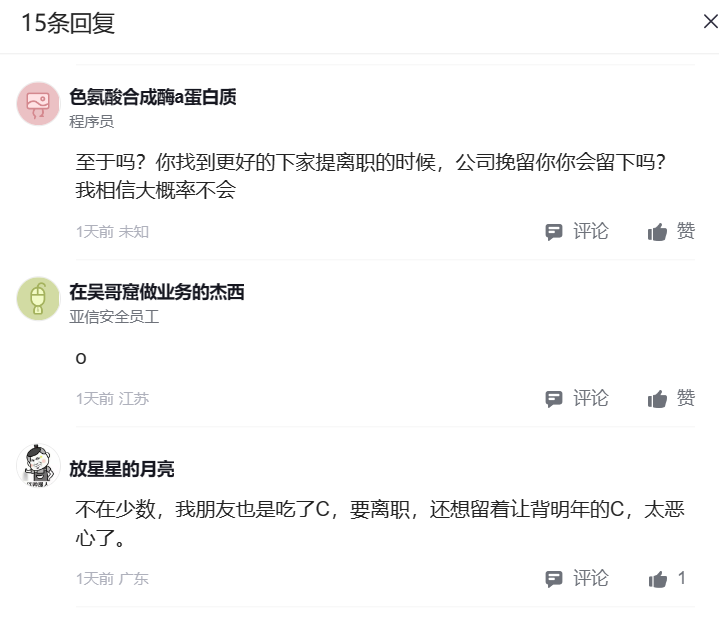 15条回复
色氨酸合成酶a蛋白质
程序员
至于吗？你找到更好的下家提离职的时候，公司挽留你你会留下吗？
我相信大概率不会
1天前 未知 评论 赞
在吴哥窟做业务的杰西
亚信安全员工
o
1天前 江苏 评论 赞
放星星的月亮
不在少数，我朋友也是吃了C，要离职，还想留着让背明年的C，太恶
心了。
1天前 广东 评论 1